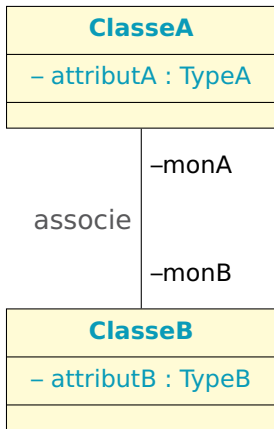 ClasseA
– attributA : TypeA
–monA
associe
–monB
ClasseB
– attributB : TypeB